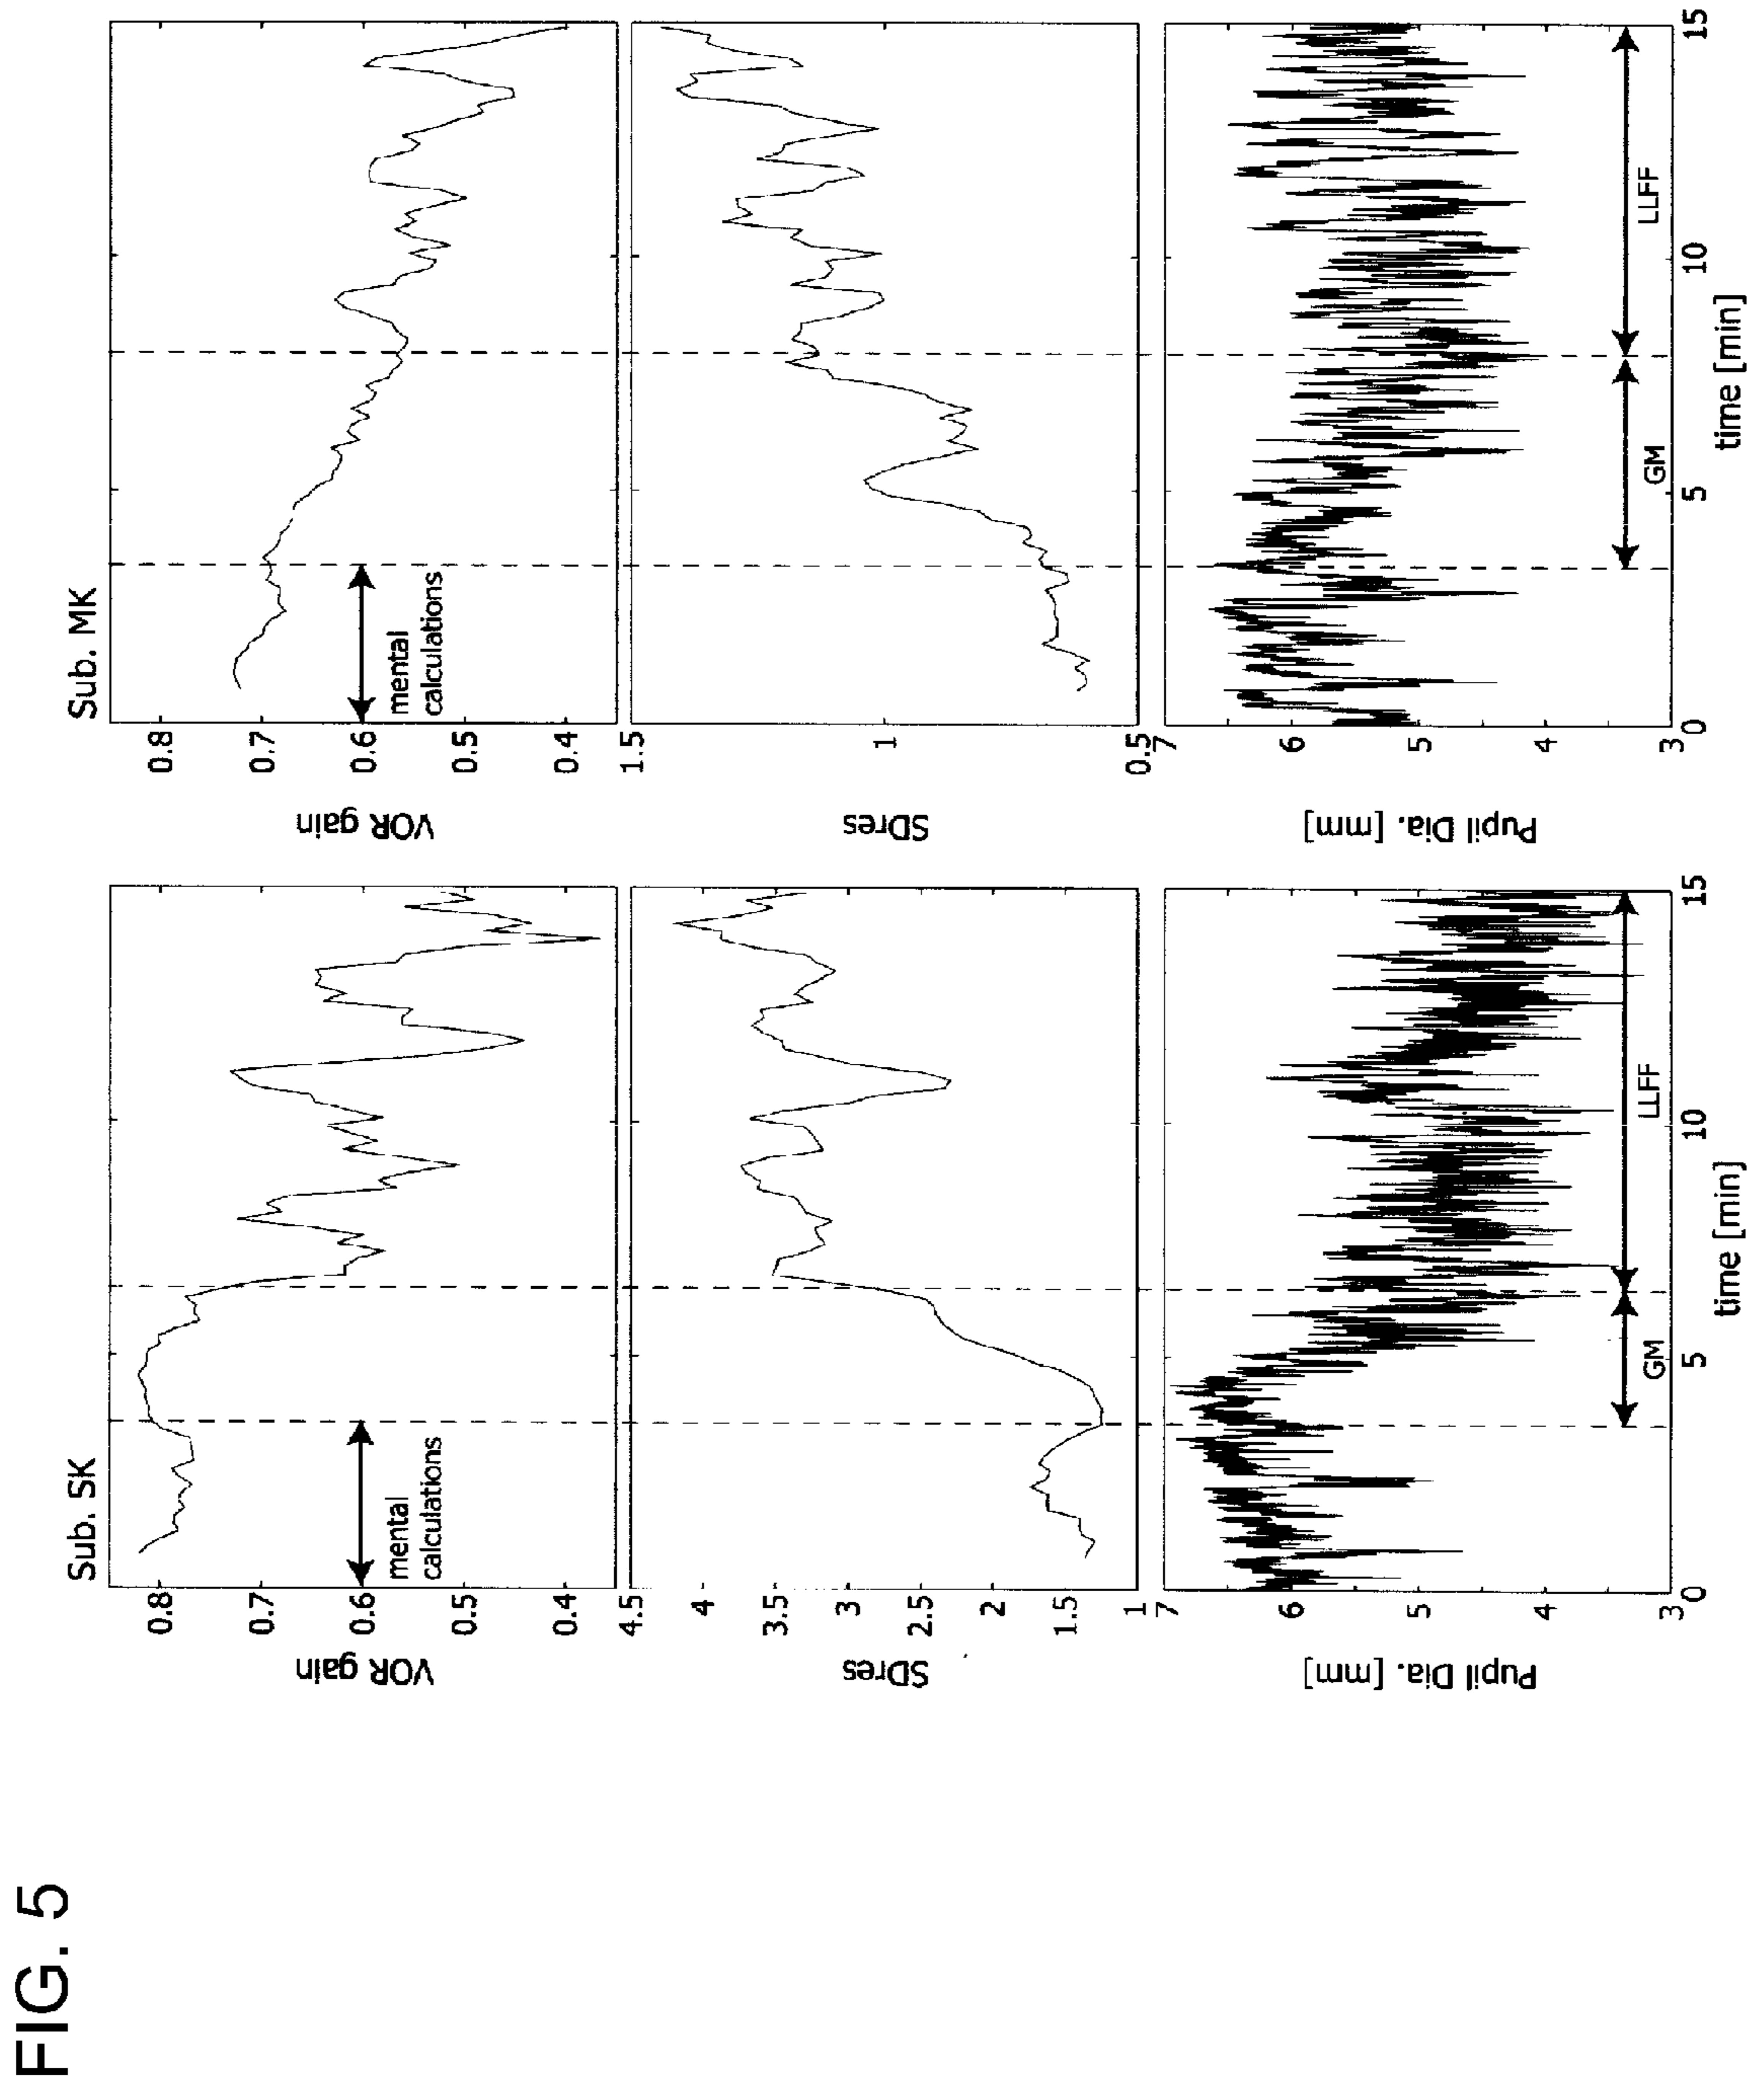 FIG. 5
Sub. SK
VOR gain
0.8
0.7
0.6
0.5
0.4
mental
calculations
SDres
4.5
4
3.5
3
2.5
2
1.5
1
Pupil Dia. [mm]
7
6
5
4
3
GM
LLFF
0
5
10
15
time [min]
Sub. MK
VOR gain
0.8
0.7
0.6
0.5
0.4
mental
calculations
SDres
1.5
1
0.5
Pupil Dia. [mm]
7
6
5
4
3
GM
LLFF
0
5
10
15
time [min]